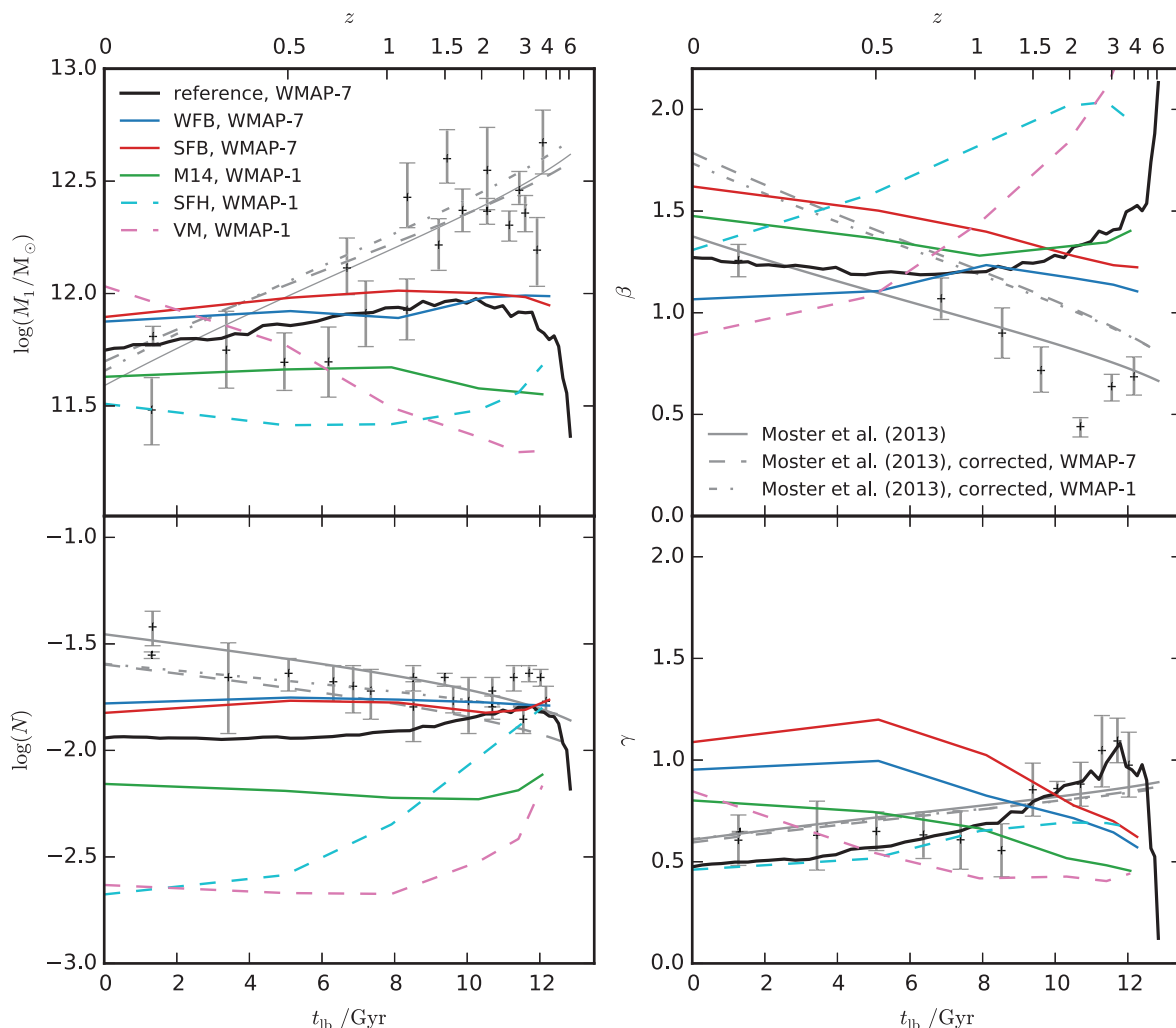 z
z
0 0.5 1 1.5 2 3 4 6
0 0.5 1 1.5 2 3 4 6
13.0
12.5
12.0
11.5
log(M₁/M⊙)
reference, WMAP-7
WFB, WMAP-7
SFB, WMAP-7
M14, WMAP-1
SFH, WMAP-1
VM, WMAP-1
2.0
1.5
1.0
0.5
0.0
β
Moster et al. (2013)
Moster et al. (2013), corrected, WMAP-7
Moster et al. (2013), corrected, WMAP-1
−1.0
−1.5
−2.0
−2.5
−3.0
log(N)
0 2 4 6 8 10 12
t_lb /Gyr
2.0
1.5
1.0
0.5
0.0
γ
0 2 4 6 8 10 12
t_lb /Gyr